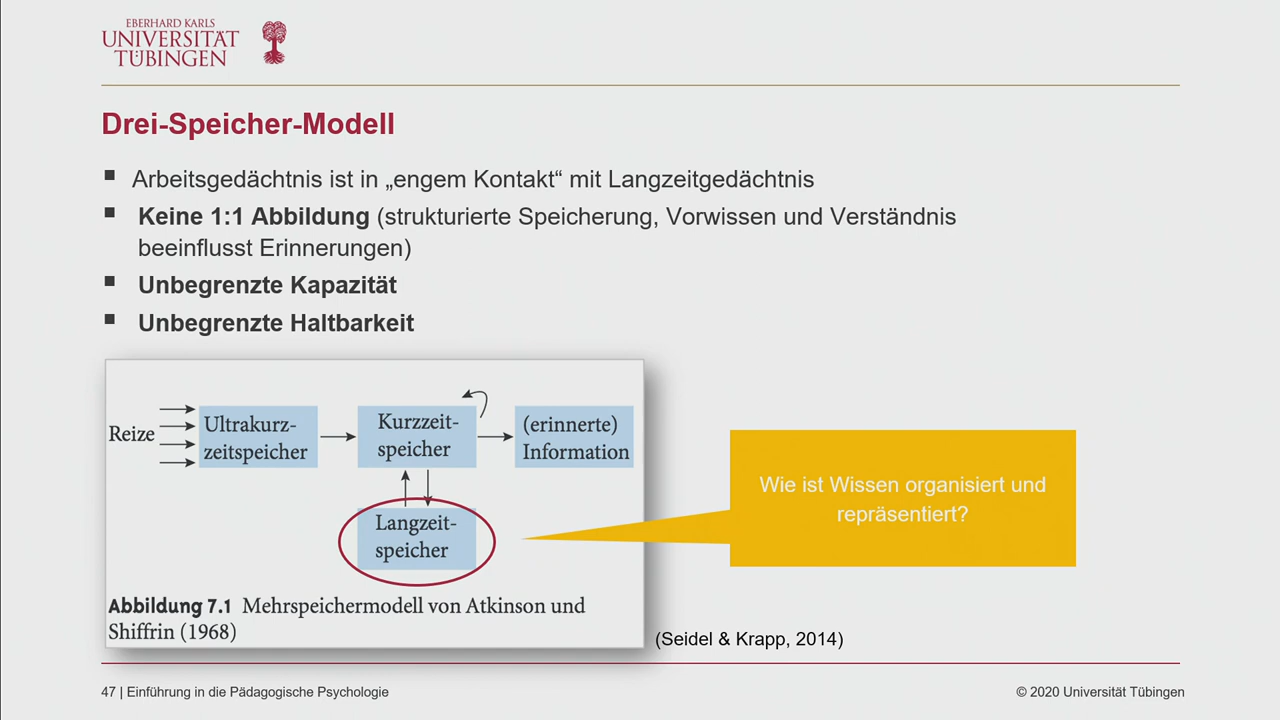 EBERHARD KARLS
UNIVERSITÄT
TÜBINGEN
Drei-Speicher-Modell
Arbeitsgedächtnis ist in „engem Kontakt“ mit Langzeitgedächtnis
Keine 1:1 Abbildung (strukturierte Speicherung, Vorwissen und Verständnis
beeinflusst Erinnerungen)
Unbegrenzte Kapazität
Unbegrenzte Haltbarkeit
Reize
Ultrakurz-
zeitspeicher
Kurzzeit-
speicher
(erinnerte)
Information
Langzeit-
speicher
Abbildung 7.1 Mehrspeichermodell von Atkinson und
Shiffrin (1968)
Wie ist Wissen organisiert und
repräsentiert?
(Seidel & Krapp, 2014)
47 | Einführung in die Pädagogische Psychologie
© 2020 Universität Tübingen